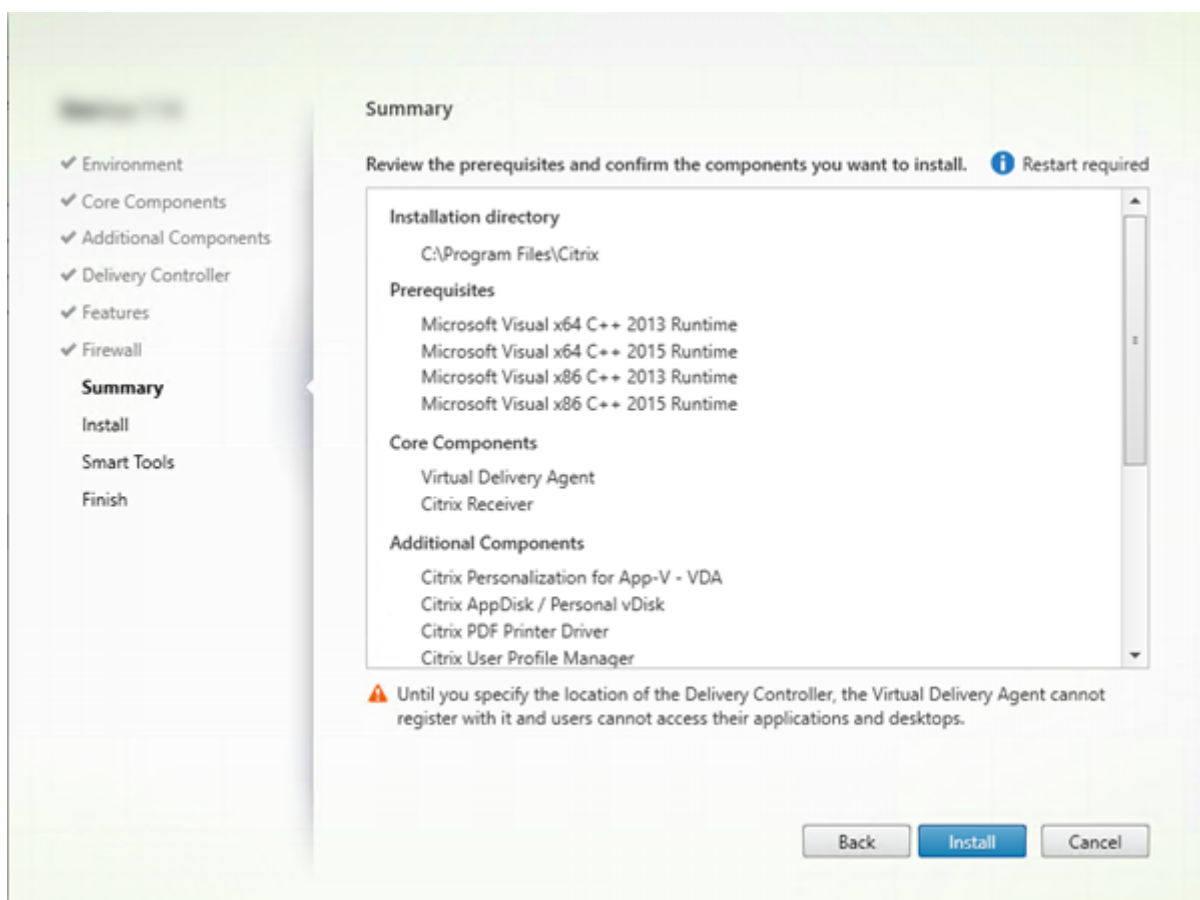 Environment
Core Components
Additional Components
Delivery Controller
Features
Firewall
Summary
Install
Smart Tools
Finish
Summary
Review the prerequisites and confirm the components you want to install.
Restart required
Installation directory
C:\Program Files\Citrix
Prerequisites
Microsoft Visual x64 C++ 2013 Runtime
Microsoft Visual x64 C++ 2015 Runtime
Microsoft Visual x86 C++ 2013 Runtime
Microsoft Visual x86 C++ 2015 Runtime
Core Components
Virtual Delivery Agent
Citrix Receiver
Additional Components
Citrix Personalization for App-V - VDA
Citrix AppDisk / Personal vDisk
Citrix PDF Printer Driver
Citrix User Profile Manager
Until you specify the location of the Delivery Controller, the Virtual Delivery Agent cannot
register with it and users cannot access their applications and desktops.
Back
Install
Cancel